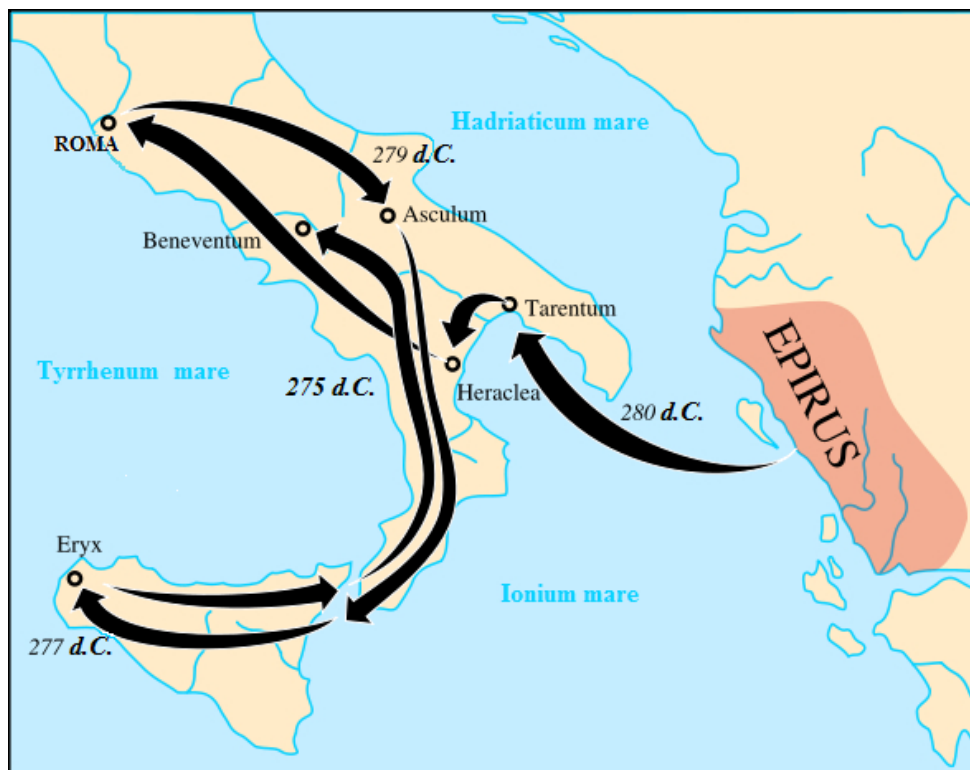 Hadriaticum mare
ROMA
279 d.C.
Asculum
Beneventum
Tarentum
EPIRUS
Tyrrhenum mare
275 d.C.
Heraclea
280 d.C.
Eryx
Ionium mare
277 d.C.